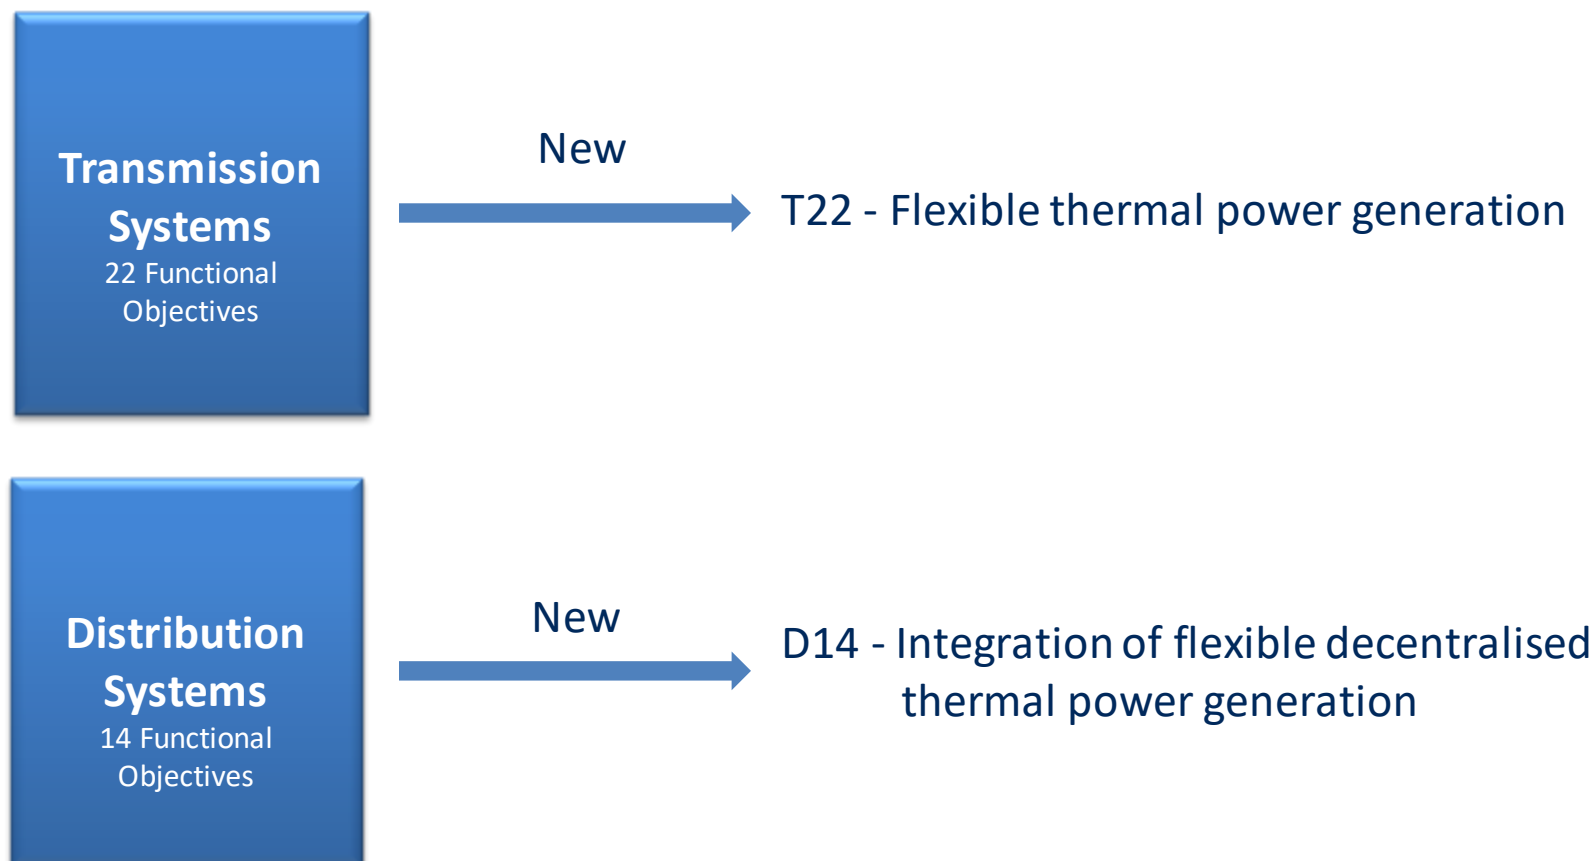 Transmission
Systems
22 Functional
Objectives
New
T22 - Flexible thermal power generation
Distribution
Systems
14 Functional
Objectives
New
D14 - Integration of flexible decentralised
thermal power generation